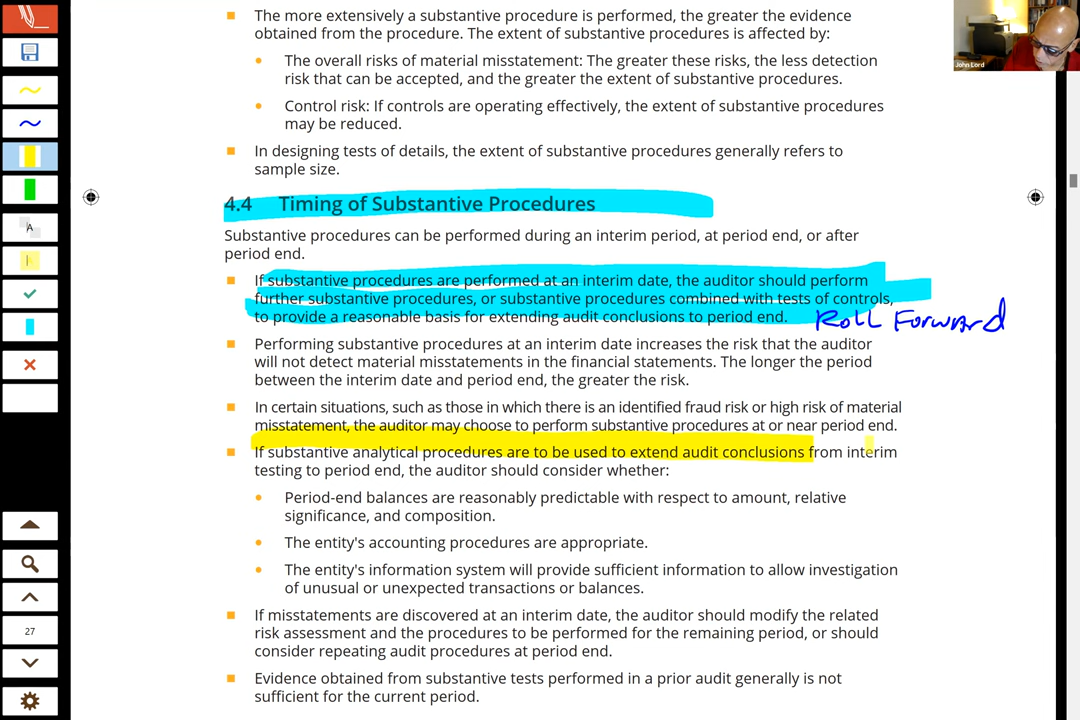 The more extensively a substantive procedure is performed, the greater the evidence
obtained from the procedure. The extent of substantive procedures is affected by:
The overall risks of material misstatement: The greater these risks, the less detection
risk that can be accepted, and the greater the extent of substantive procedures.
Control risk: If controls are operating effectively, the extent of substantive procedures
may be reduced.
In designing tests of details, the extent of substantive procedures generally refers to
sample size.
4.4 Timing of Substantive Procedures
Substantive procedures can be performed during an interim period, at period end, or after
period end.
If substantive procedures are performed at an interim date, the auditor should perform
further substantive procedures, or substantive procedures combined with tests of controls,
to provide a reasonable basis for extending audit conclusions to period end.
Roll Forward
Performing substantive procedures at an interim date increases the risk that the auditor
will not detect material misstatements in the financial statements. The longer the period
between the interim date and period end, the greater the risk.
In certain situations, such as those in which there is an identified fraud risk or high risk of material
misstatement, the auditor may choose to perform substantive procedures at or near period end.
If substantive analytical procedures are to be used to extend audit conclusions from interim
testing to period end, the auditor should consider whether:
Period-end balances are reasonably predictable with respect to amount, relative
significance, and composition.
The entity's accounting procedures are appropriate.
The entity's information system will provide sufficient information to allow investigation
of unusual or unexpected transactions or balances.
If misstatements are discovered at an interim date, the auditor should modify the related
risk assessment and the procedures to be performed for the remaining period, or should
consider repeating audit procedures at period end.
Evidence obtained from substantive tests performed in a prior audit generally is not
sufficient for the current period.
John Lord
A
27